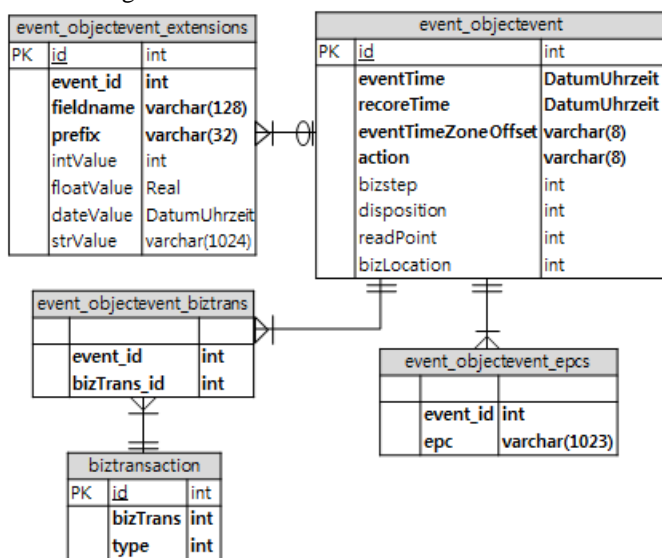 event_objectevent_extensions
PK id int
event_id int
fieldname varchar(128)
prefix varchar(32)
intValue int
floatValue Real
dateValue DatumUhrzeit
strValue varchar(1024)
event_objectevent
PK id int
eventTime DatumUhrzeit
recoreTime DatumUhrzeit
eventTimeZoneOffset varchar(8)
action varchar(8)
bizstep int
disposition int
readPoint int
bizLocation int
event_objectevent_biztrans
event_id int
bizTrans_id int
event_objectevent_epcs
event_id int
epc varchar(1023)
biztransaction
PK id int
bizTrans int
type int